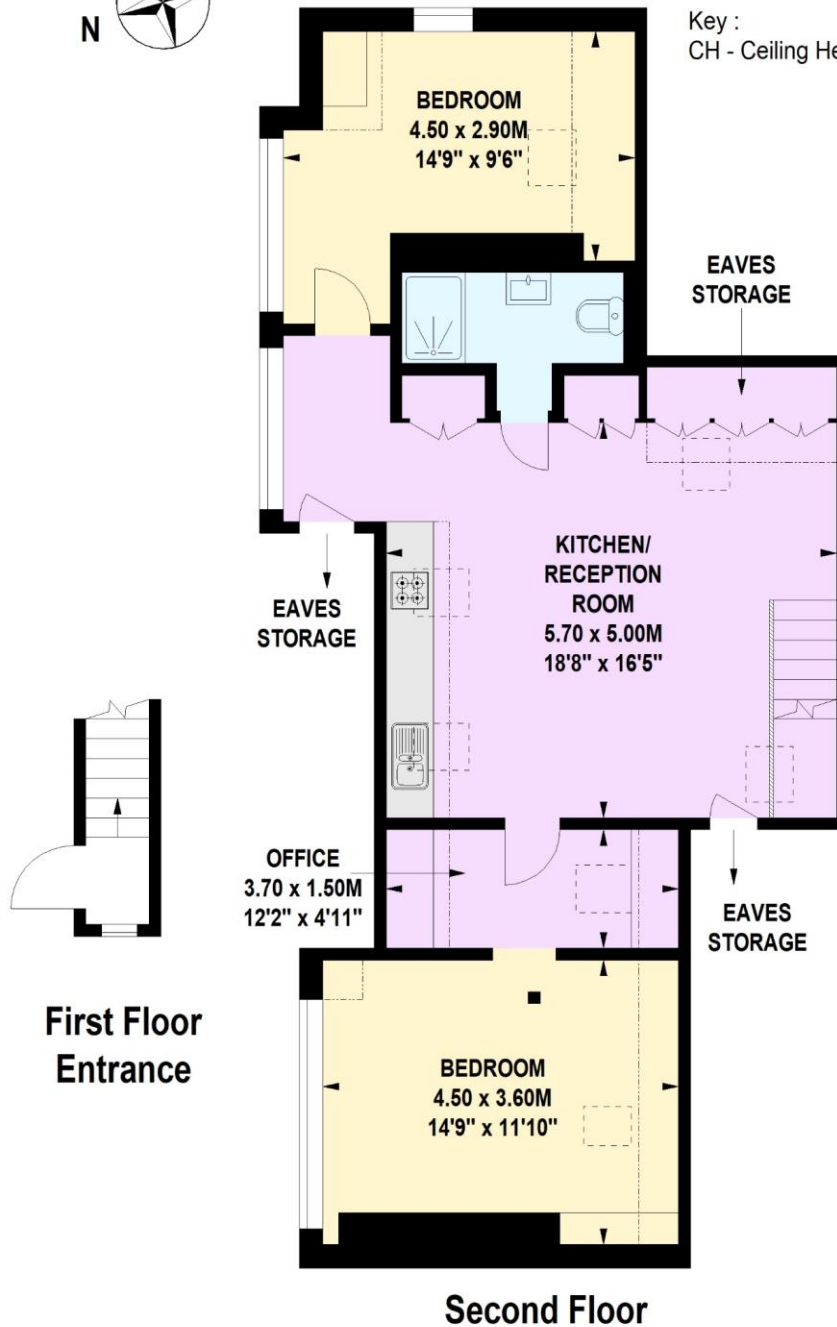 N
Key :
CH - Ceiling
BEDROOM
4.50 x 2.90M
14'9" x 9'6"
EAVES
STORAGE
KITCHEN/
RECEPTION
ROOM
5.70 x 5.00M
18'8" x 16'5"
EAVES
STORAGE
OFFICE
3.70 x 1.50M
12'2" x 4'11"
EAVES
STORAGE
First Floor
Entrance
BEDROOM
4.50 x 3.60M
14'9" x 11'10"
Second Floor